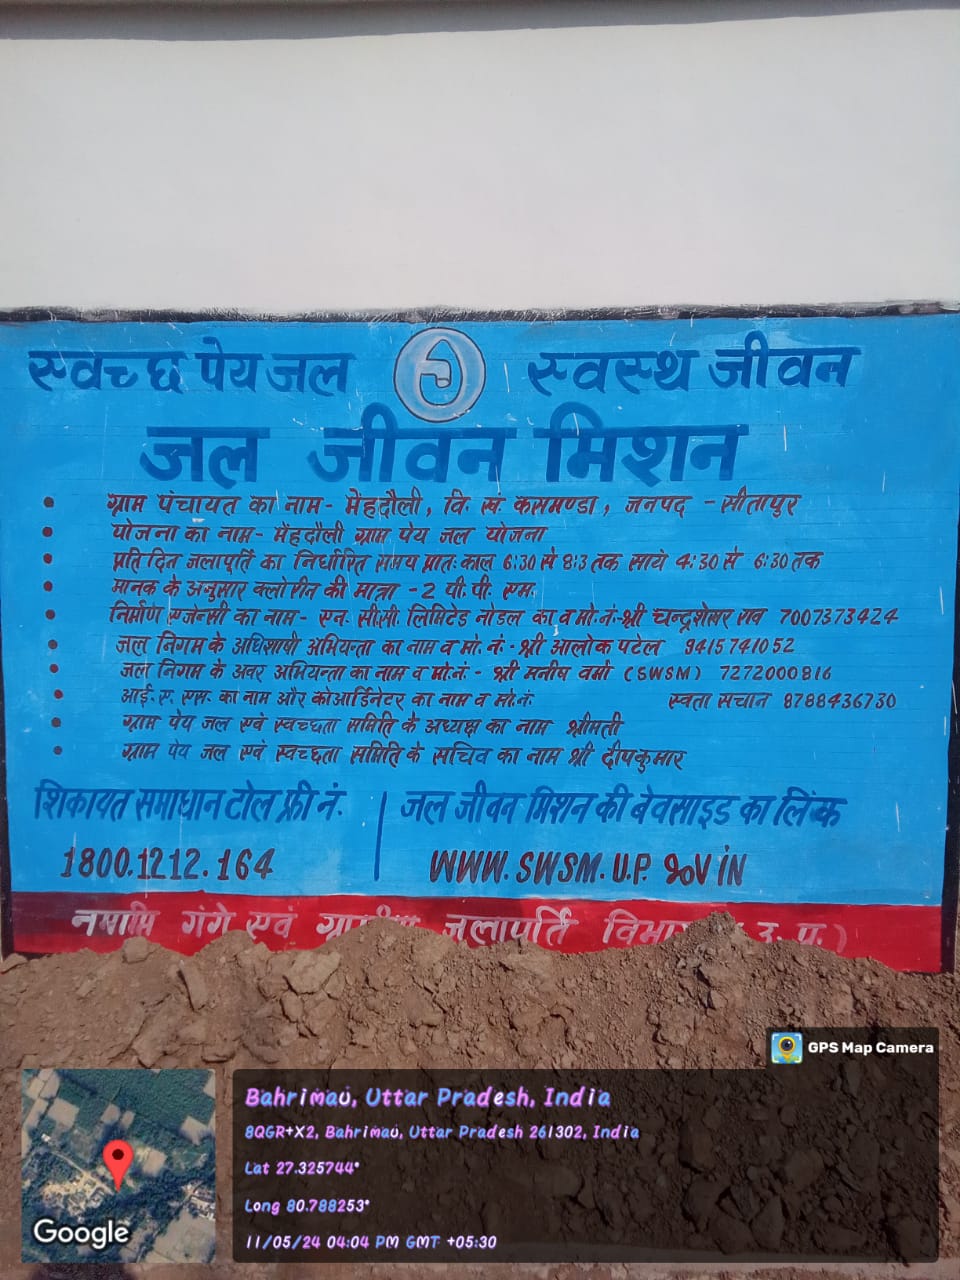 स्वच्छ पेय जल स्वस्थ जीवन
जल जीवन मिशन
ग्राम पंचायत का नाम- मेंहदौली, वि. खं. कसमण्डा, जनपद - सीतापुर
योजना का नाम- मेंहदौली ग्राम पेय जल योजना
प्रति दिन जलापूर्ति का निर्धारित समय प्रातः काल 6:30 से 8:3 तक सायं 4:30 से 6:30 तक
मानक के अनुसार क्लोरीन की मात्रा -2 पी. पी. एम.
निर्माण एजेन्सी का नाम- एन. सी.सी. लिमिटेड नोडल का व मो.नं.-श्री चन्द्रशेखर राव 7007373424
जल निगम के अधिशाषी अभियन्ता का नाम व मो. नं.-श्री आलोक पटेल 9415741052
जल निगम के अवर अभियन्ता का नाम व मो.नं.- श्री मनीष वर्मा (SWSM) 7272000816
आई. ए. एस. का नाम और कोआर्डिनेटर का नाम व मो.नं. स्वता सचान 8788436730
ग्राम पेय जल एवं स्वच्छता समिति के अध्यक्ष का नाम श्रीमती
ग्राम पेय जल एवं स्वच्छता समिति के सचिव का नाम श्री दीपकुमार
शिकायत समाधान टोल फ्री नं. जल जीवन मिशन की बेवसाइड का लिंक
1800.1212.164 WWW.SWSM.U.P. gov iN
नमामि गंगे एवं ग्रामीण जलापूर्ति विभाग (उ.प्र.)
GPS Map Camera
Bahrimau, Uttar Pradesh, India
8QGR+X2, Bahrimau, Uttar Pradesh 261302, India
Lat 27.325744°
Long 80.788253°
11/05/24 04:04 PM GMT +05:30
Google